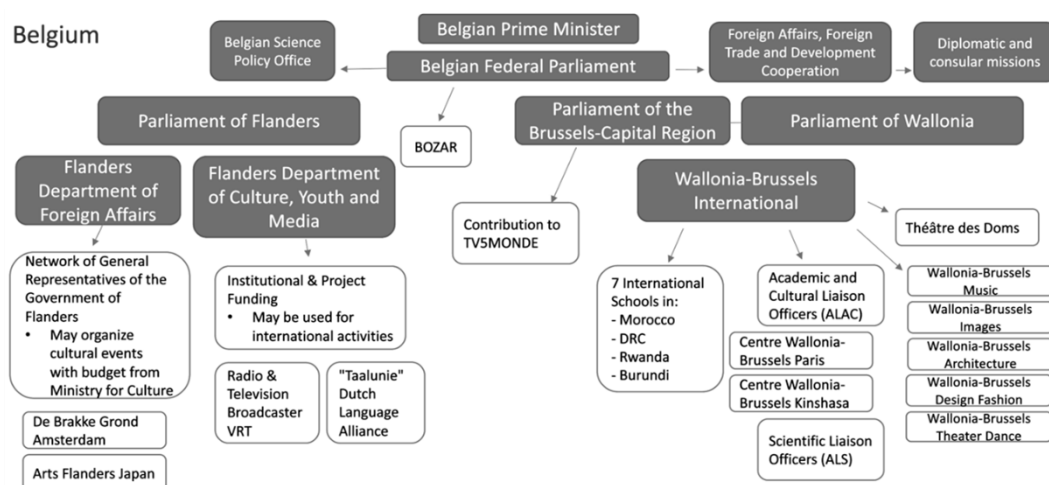 Belgium
Belgian Prime Minister
Belgian Science
Policy Office
Belgian Federal Parliament
Foreign Affairs, Foreign
Trade and Development
Cooperation
Diplomatic and
consular missions
Parliament of Flanders
BOZAR
Parliament of the
Brussels-Capital Region
Parliament of Wallonia
Flanders
Department of
Foreign Affairs
Flanders Department
of Culture, Youth and
Media
Wallonia-Brussels
International
Contribution to
TV5MONDE
Théâtre des Doms
Network of General
Representatives of the
Government of
Flanders
• May organize
cultural events
with budget from
Ministry for Culture
Institutional & Project
Funding
• May be used for
international activities
7 International
Schools in:
- Morocco
- DRC
- Rwanda
- Burundi
Academic and
Cultural Liaison
Officers (ALAC)
Centre Wallonia-
Brussels Paris
Centre Wallonia-
Brussels Kinshasa
Scientific Liaison
Officers (ALS)
Wallonia-Brussels
Music
Wallonia-Brussels
Images
Wallonia-Brussels
Architecture
Wallonia-Brussels
Design Fashion
Wallonia-Brussels
Theater Dance
Radio &
Television
Broadcaster
VRT
"Taalunie"
Dutch
Language
Alliance
De Brakke Grond
Amsterdam
Arts Flanders Japan